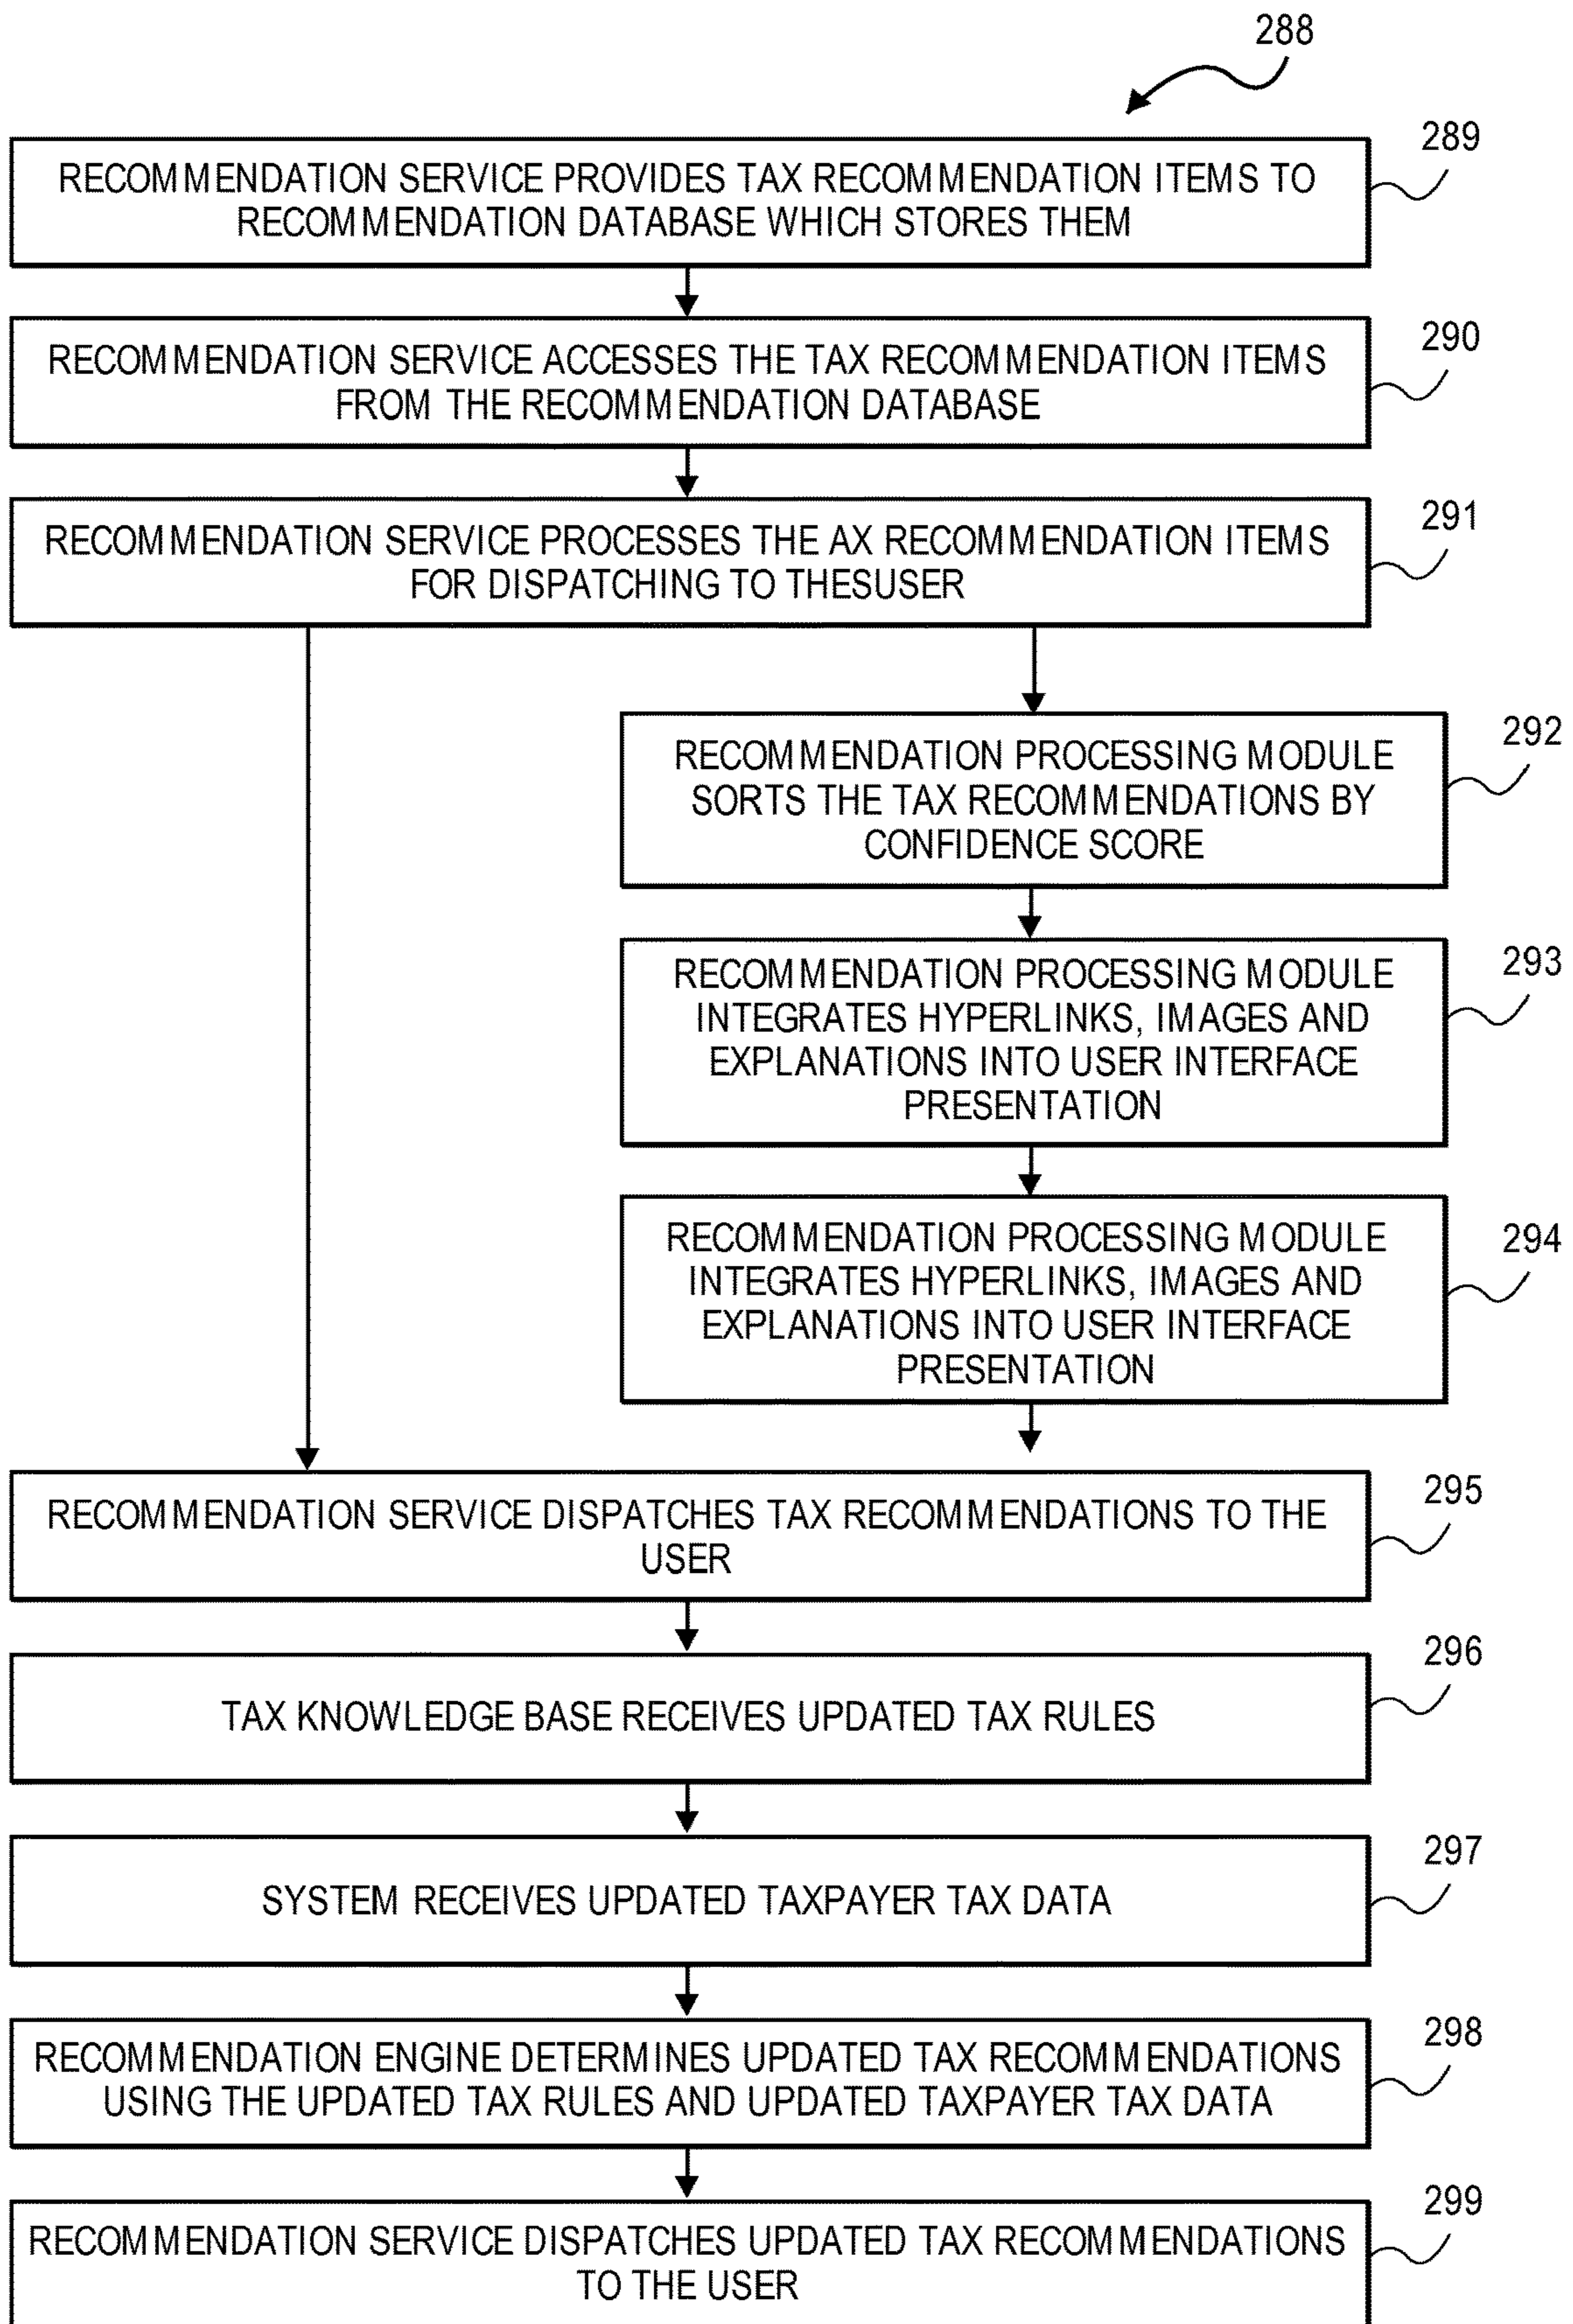 288
289
RECOMMENDATION SERVICE PROVIDES TAX RECOMMENDATION ITEMS TO
RECOMMENDATION DATABASE WHICH STORES THEM
290
RECOMMENDATION SERVICE ACCESSES THE TAX RECOMMENDATION ITEMS
FROM THE RECOMMENDATION DATABASE
291
RECOMMENDATION SERVICE PROCESSES THE AX RECOMMENDATION ITEMS
FOR DISPATCHING TO THESUSER
292
RECOMMENDATION PROCESSING MODULE
SORTS THE TAX RECOMMENDATIONS BY
CONFIDENCE SCORE
293
RECOMMENDATION PROCESSING MODULE
INTEGRATES HYPERLINKS, IMAGES AND
EXPLANATIONS INTO USER INTERFACE
PRESENTATION
294
RECOMMENDATION PROCESSING MODULE
INTEGRATES HYPERLINKS, IMAGES AND
EXPLANATIONS INTO USER INTERFACE
PRESENTATION
295
RECOMMENDATION SERVICE DISPATCHES TAX RECOMMENDATIONS TO THE
USER
296
TAX KNOWLEDGE BASE RECEIVES UPDATED TAX RULES
297
SYSTEM RECEIVES UPDATED TAXPAYER TAX DATA
298
RECOMMENDATION ENGINE DETERMINES UPDATED TAX RECOMMENDATIONS
USING THE UPDATED TAX RULES AND UPDATED TAXPAYER TAX DATA
299
RECOMMENDATION SERVICE DISPATCHES UPDATED TAX RECOMMENDATIONS
TO THE USER